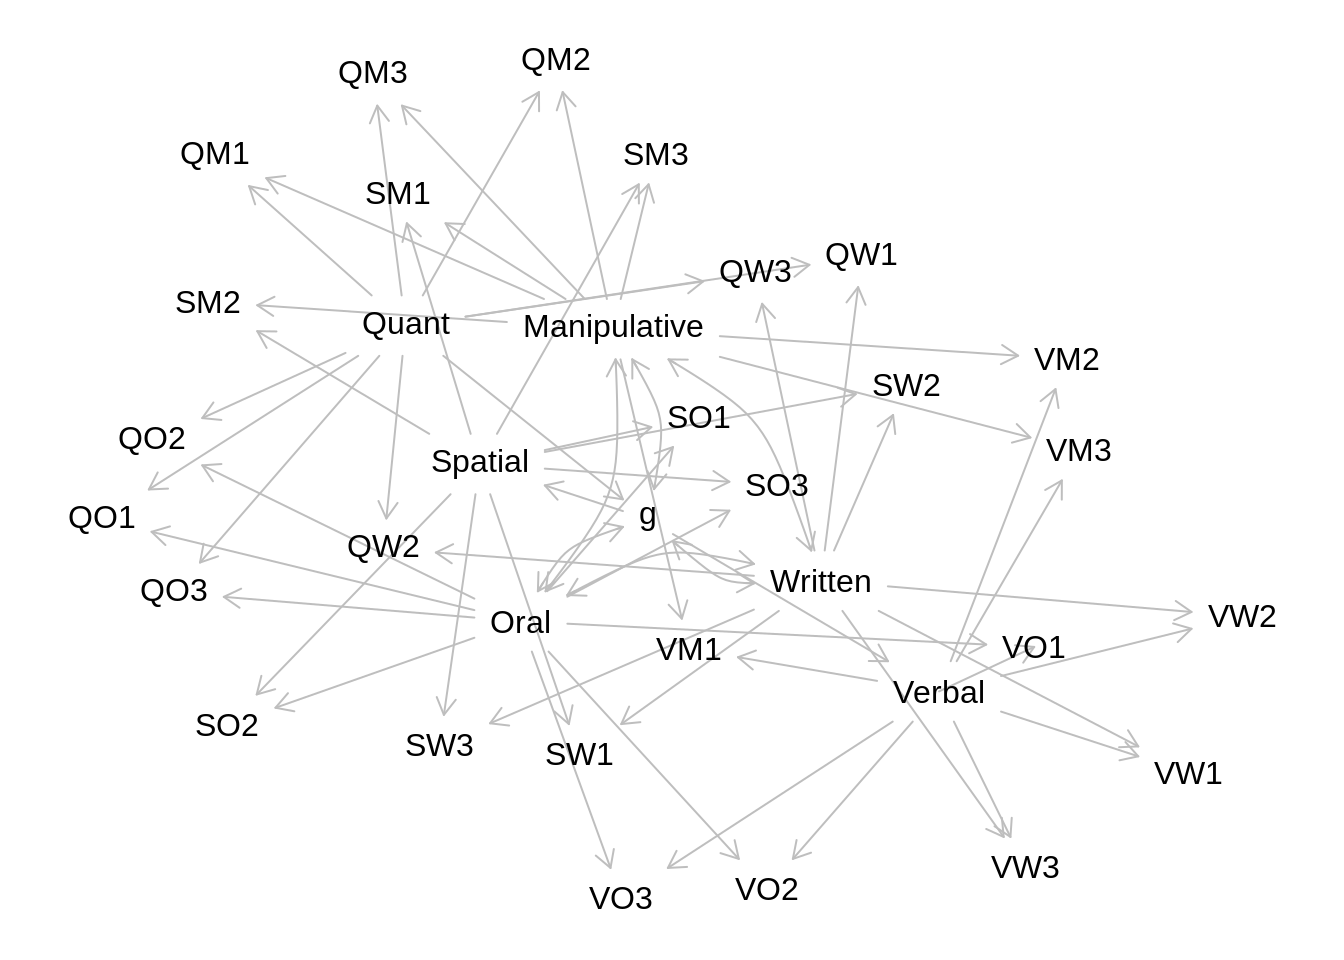 QM2
QM3
QM1
SM3
SM1
QW1
QW3
SM2
Quant
Manipulative
VM2
SW2
SO1
QO2
VM3
Spatial
SO3
g
QO1
QW2
Written
QO3
VW2
Oral
VO1
VM1
Verbal
SO2
SW3
SW1
VW1
VW3
VO2
VO3